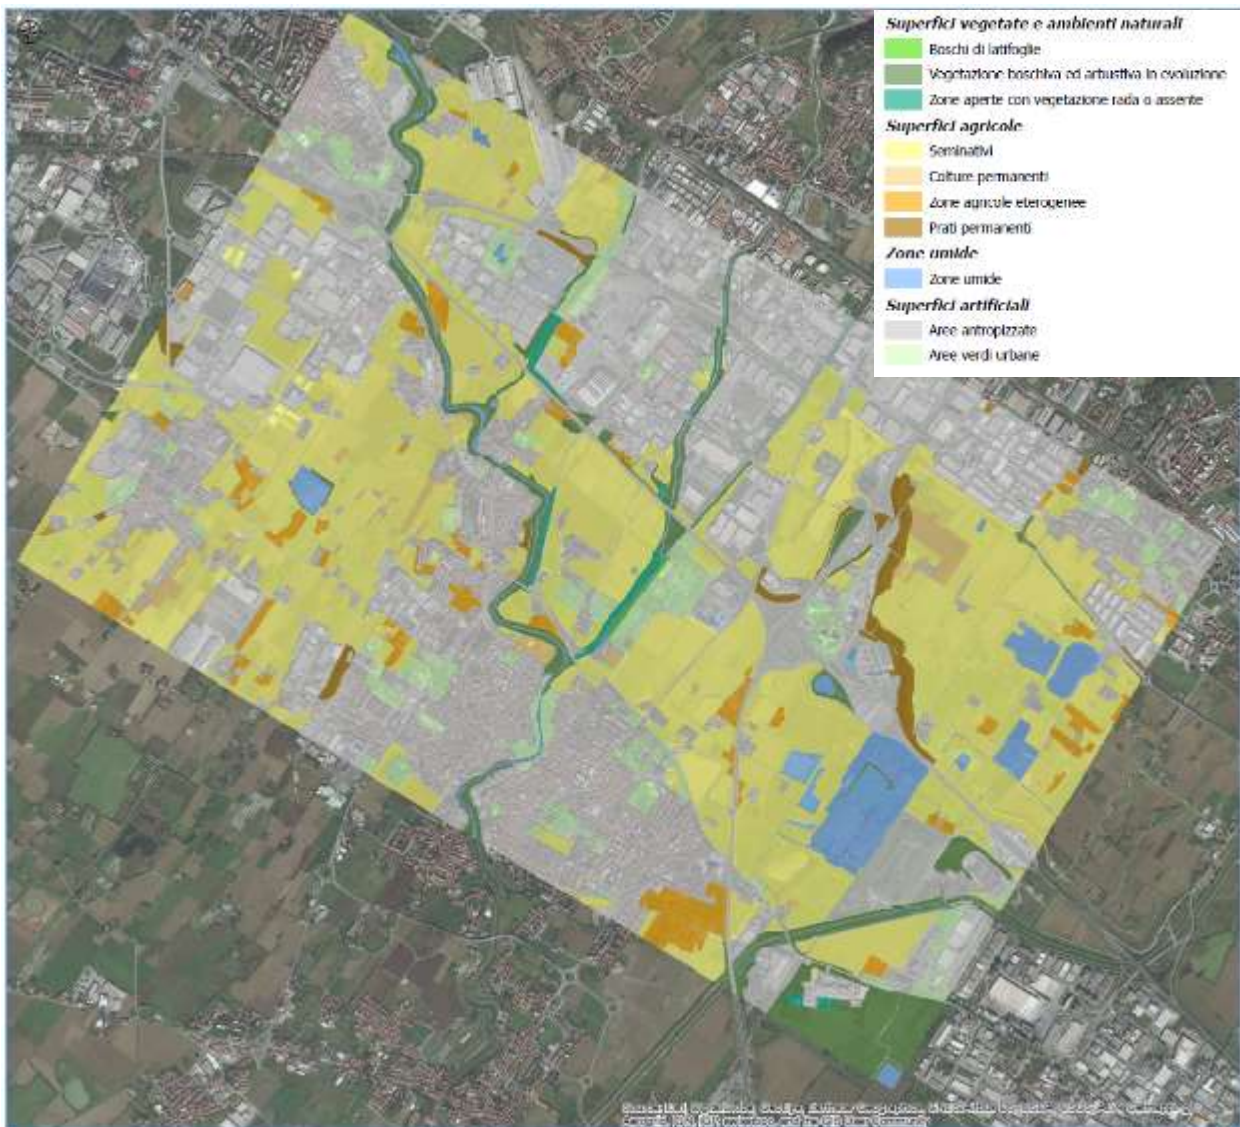 Superfici vegetate e ambienti naturali
Boschi di latifoglie
Vegetazione boschiva ed arbustiva in evoluzione
Zone aperte con vegetazione rada o assente
Superfici agricole
Seminativi
Colture permanenti
Zone agricole eterogenee
Prati permanenti
Zone umide
Zone umide
Superfici artificiali
Aree antropizzate
Aree verdi urbane